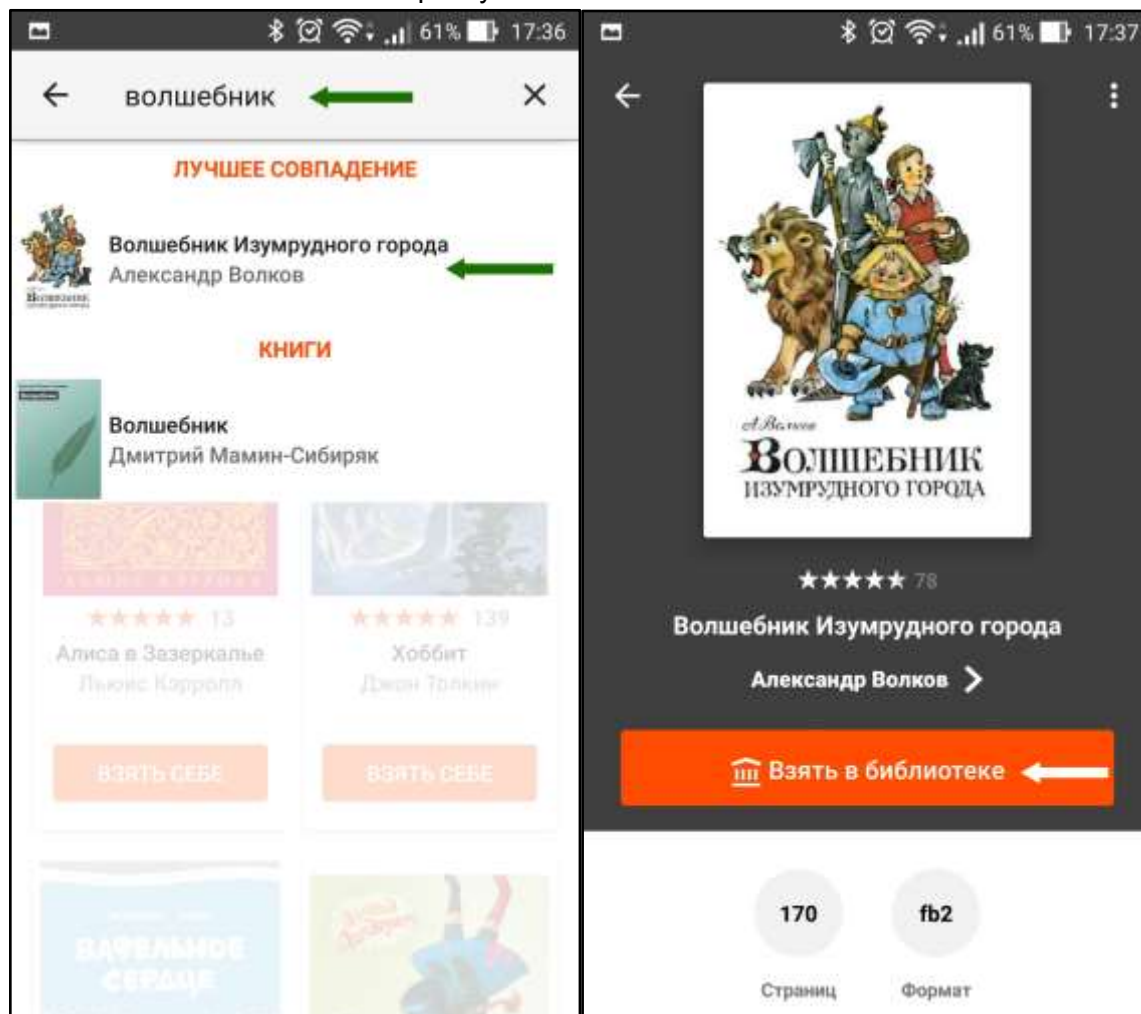 61% 17:36
волшебник
ЛУЧШЕЕ СОВПАДЕНИЕ
Волшебник Изумрудного города
Александр Волков
КНИГИ
Волшебник
Дмитрий Мамин-Сибиряк
13
139
Алиса в Зазеркалье
Хоббит
Льюис Кэрролл
Джон Толкин
ВЗЯТЬ СЕБЕ
ВЗЯТЬ СЕБЕ
ВАФЕЛЬНОЕ
СЕРДЦЕ
61% 17:37
А. Волков
ВОЛШЕБНИК
ИЗУМРУДНОГО ГОРОДА
78
Волшебник Изумрудного города
Александр Волков
Взять в библиотеке
170
fb2
Страниц
Формат